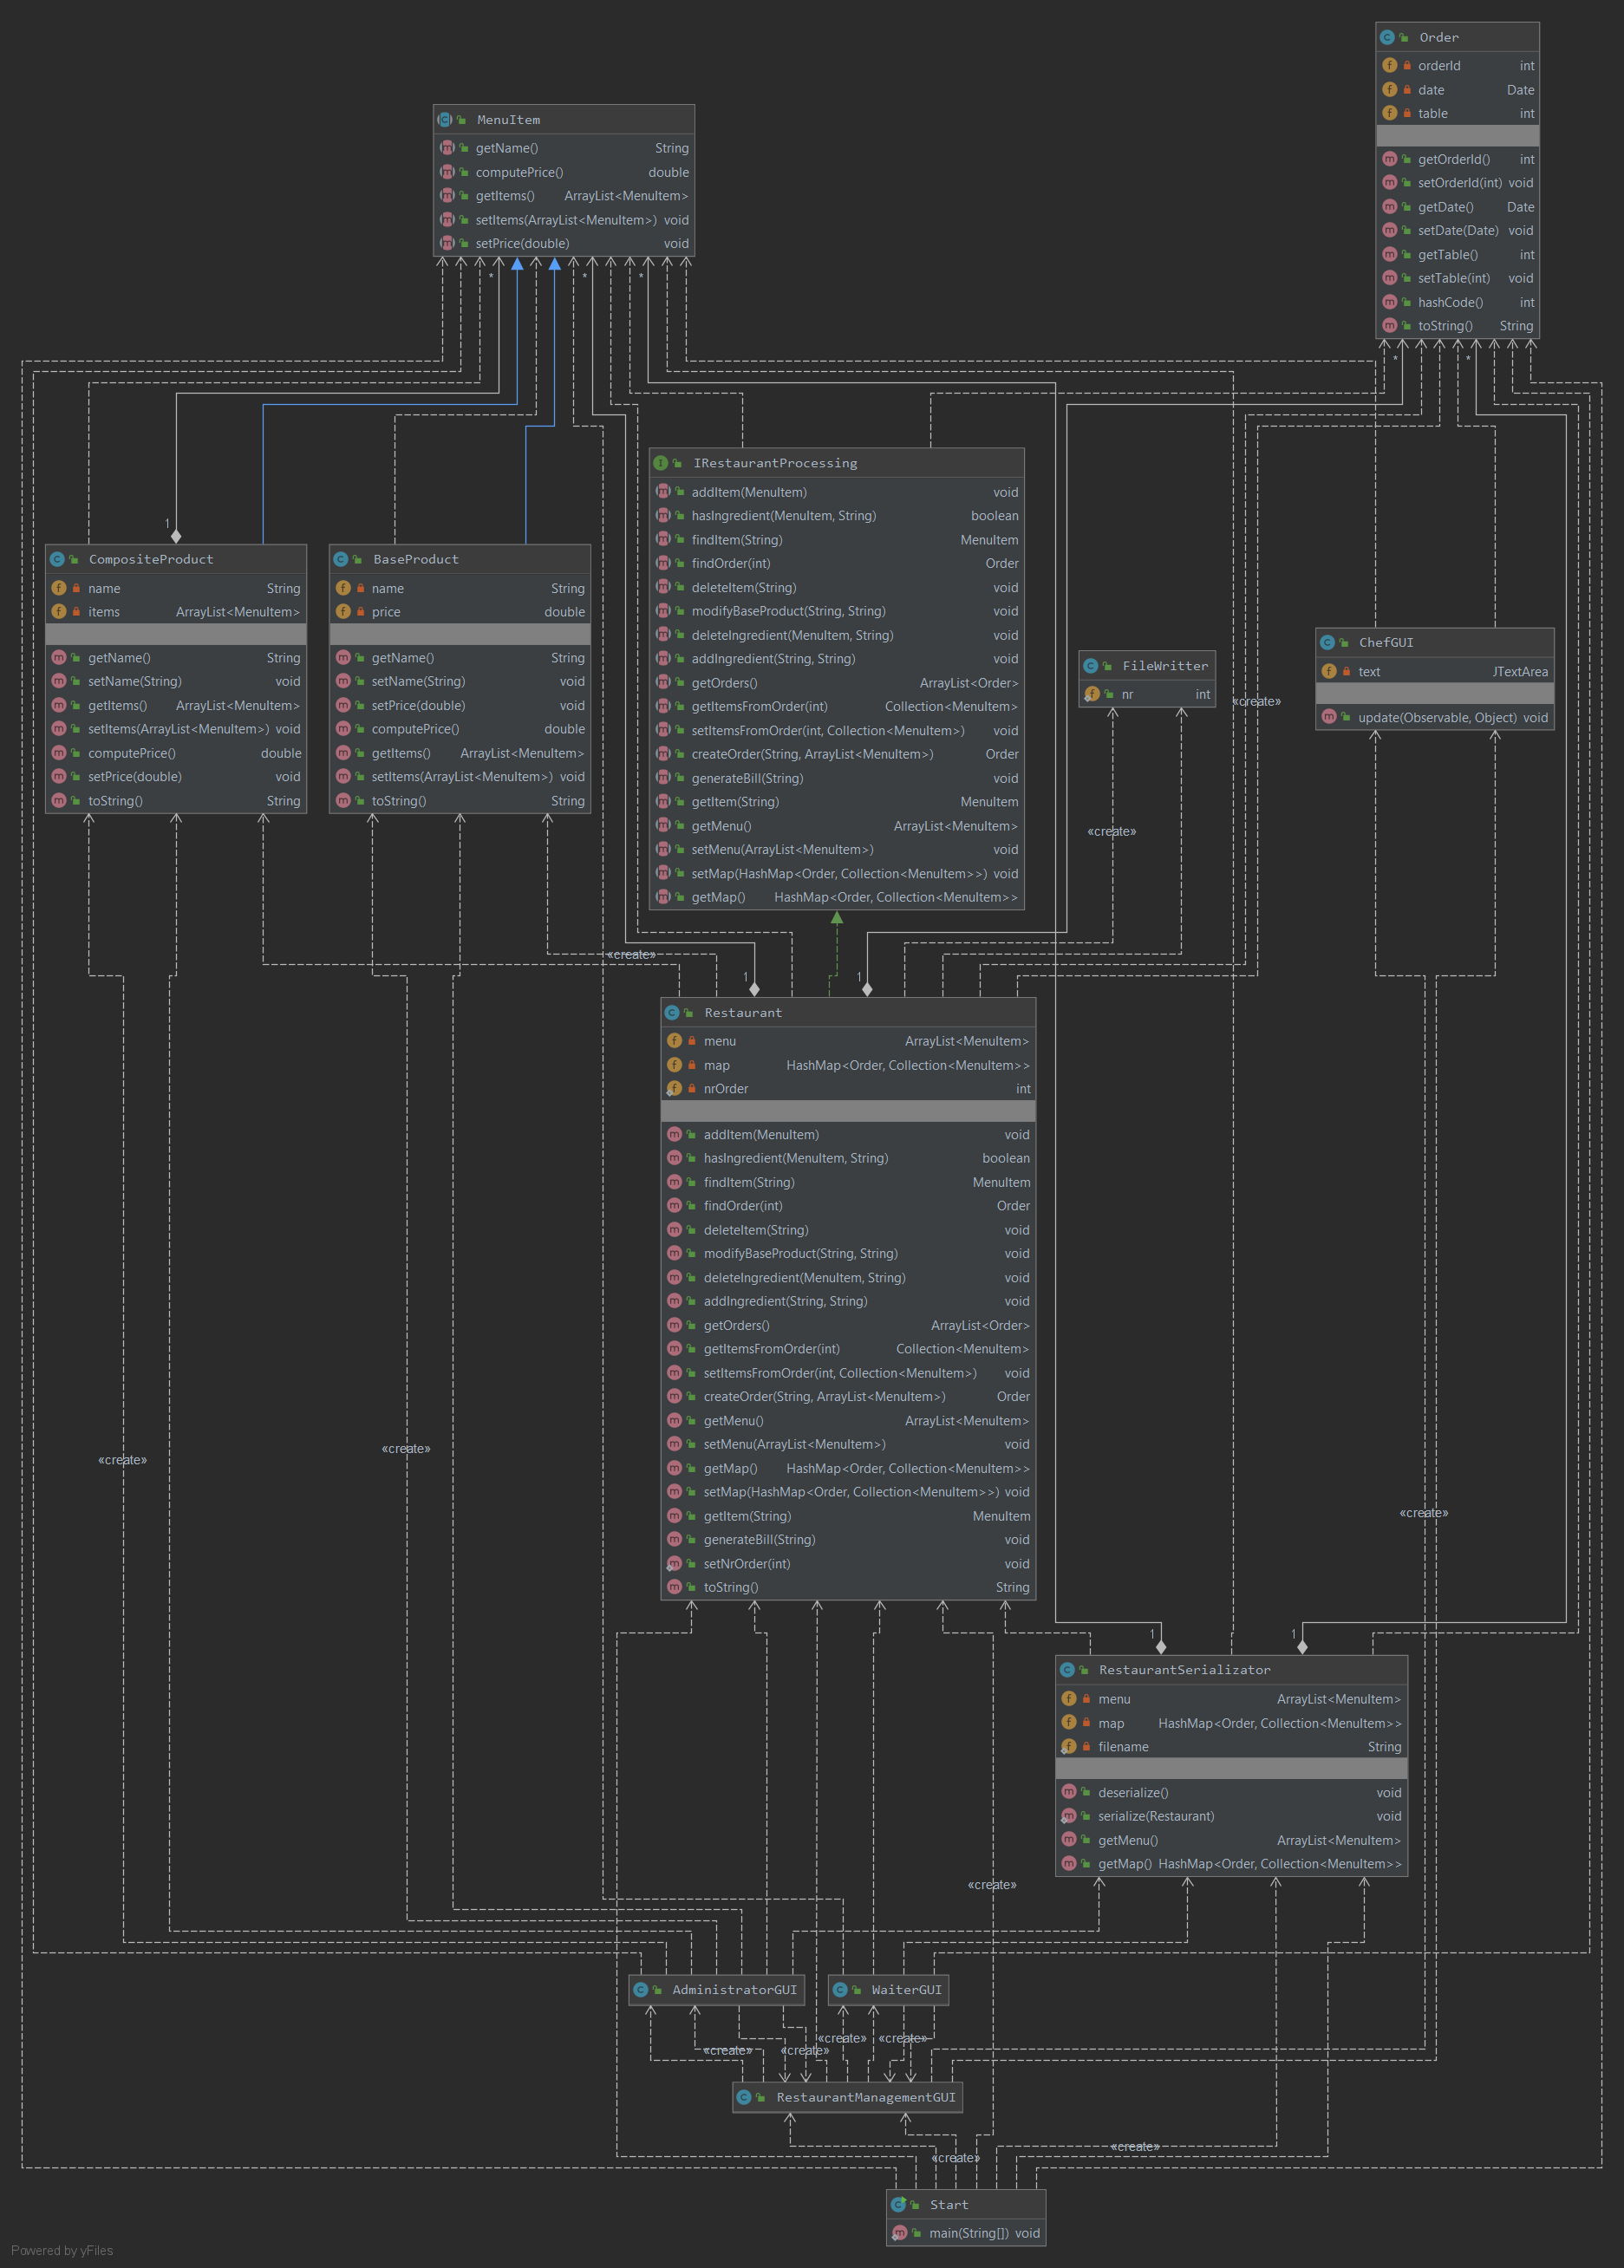 Order
orderId int
date Date
table int
getOrderId() int
setOrderId(int) void
getDate() Date
setDate(Date) void
getTable() int
setTable(int) void
hashCode() int
toString() String
MenuItem
getName() String
computePrice() double
getItems() ArrayList<MenuItem>
setItems(ArrayList<MenuItem>) void
setPrice(double) void
*
*
*
*
*
IRestaurantProcessing
addItem(MenuItem) void
hasIngredient(MenuItem, String) boolean
findItem(String) MenuItem
findOrder(int) Order
deleteItem(String) void
modifyBaseProduct(String, String) void
deleteIngredient(MenuItem, String) void
addIngredient(String, String) void
getOrders() ArrayList<Order>
getItemsFromOrder(int) Collection<MenuItem>
setItemsFromOrder(int, Collection<MenuItem>) void
createOrder(String, ArrayList<MenuItem>) Order
generateBill(String) void
getItem(String) MenuItem
getMenu() ArrayList<MenuItem>
setMenu(ArrayList<MenuItem>) void
setMap(HashMap<Order, Collection<MenuItem>>) void
getMap() HashMap<Order, Collection<MenuItem>>
1
CompositeProduct
name String
items ArrayList<MenuItem>
getName() String
setName(String) void
getItems() ArrayList<MenuItem>
setItems(ArrayList<MenuItem>) void
computePrice() double
setPrice(double) void
toString() String
BaseProduct
name String
price double
getName() String
setName(String) void
setPrice(double) void
computePrice() double
getItems() ArrayList<MenuItem>
setItems(ArrayList<MenuItem>) void
toString() String
FileWritter
nr int
«create»
ChefGUI
text JTextArea
update(Observable, Object) void
«create»
«create»
1
1
Restaurant
menu ArrayList<MenuItem>
map HashMap<Order, Collection<MenuItem>>
nrOrder int
addItem(MenuItem) void
hasIngredient(MenuItem, String) boolean
findItem(String) MenuItem
findOrder(int) Order
deleteItem(String) void
modifyBaseProduct(String, String) void
deleteIngredient(MenuItem, String) void
addIngredient(String, String) void
getOrders() ArrayList<Order>
getItemsFromOrder(int) Collection<MenuItem>
setItemsFromOrder(int, Collection<MenuItem>) void
createOrder(String, ArrayList<MenuItem>) Order
getMenu() ArrayList<MenuItem>
setMenu(ArrayList<MenuItem>) void
getMap() HashMap<Order, Collection<MenuItem>>
setMap(HashMap<Order, Collection<MenuItem>>) void
getItem(String) MenuItem
generateBill(String) void
setNrOrder(int) void
toString() String
«create»
«create»
«create»
1
1
RestaurantSerializator
menu ArrayList<MenuItem>
map HashMap<Order, Collection<MenuItem>>
filename String
deserialize() void
serialize(Restaurant) void
getMenu() ArrayList<MenuItem>
getMap() HashMap<Order, Collection<MenuItem>>
«create»
AdministratorGUI
WaiterGUI
«create»
«create»
«create»
«create»
RestaurantManagementGUI
«create»
«create»
Start
main(String[]) void
Powered by yFiles